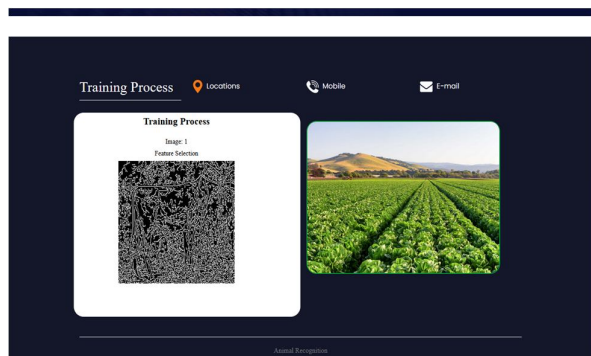 Training Process
Locations
Mobile
E-mail
Training Process
Image: 1
Feature Selection
Animal Recognition